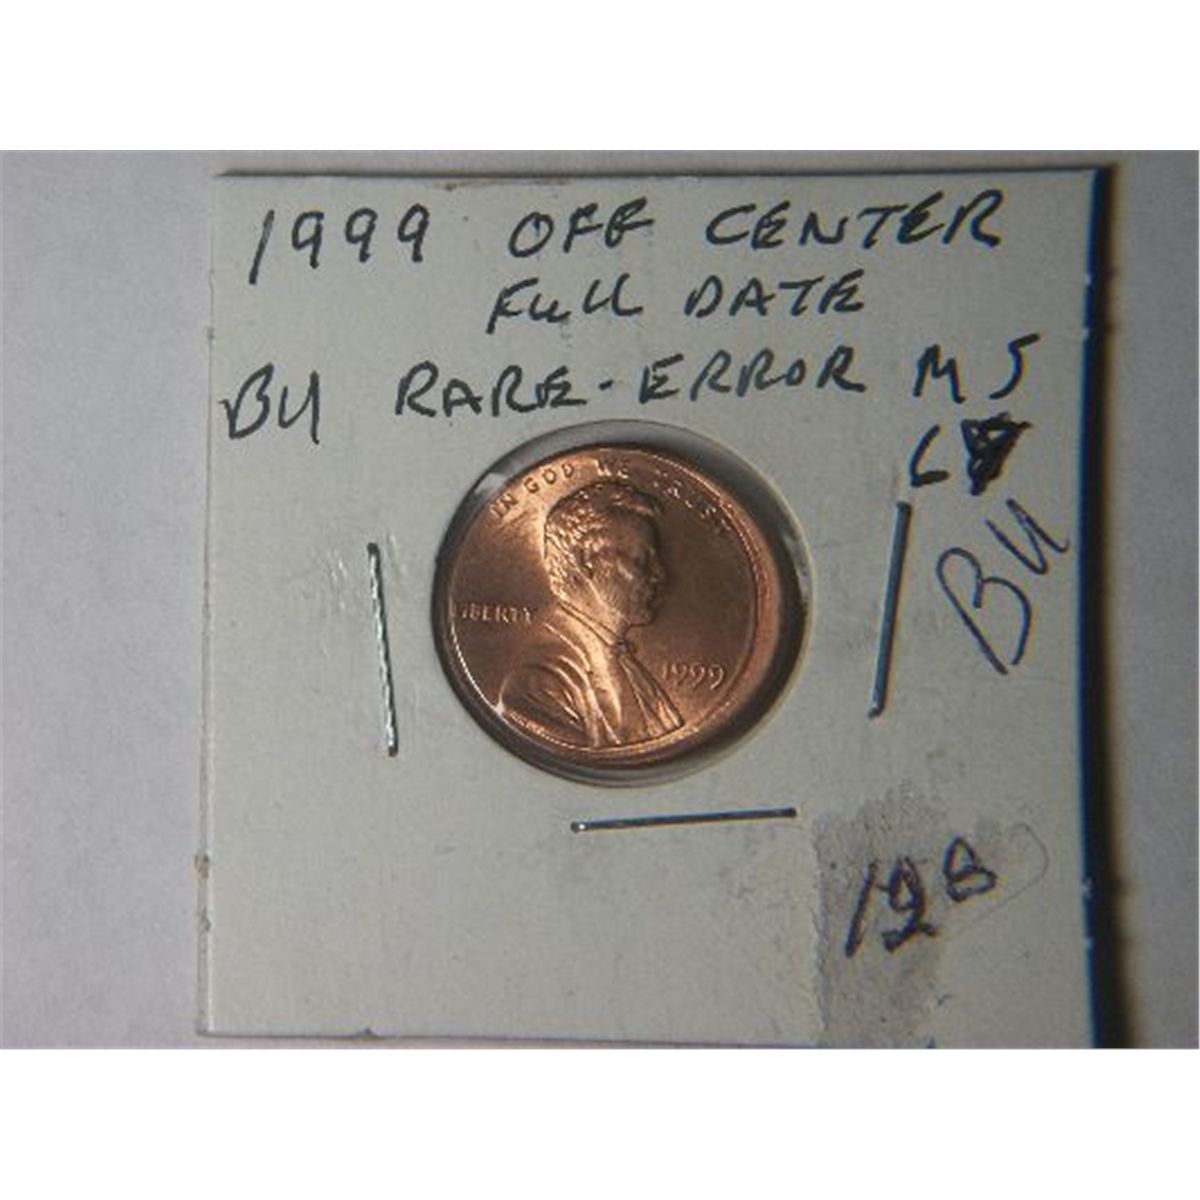 1999 OFF CENTER
FULL DATE
BU RARE-ERROR MS
BU
IN GOD WE TRUST
LIBERTY
1999